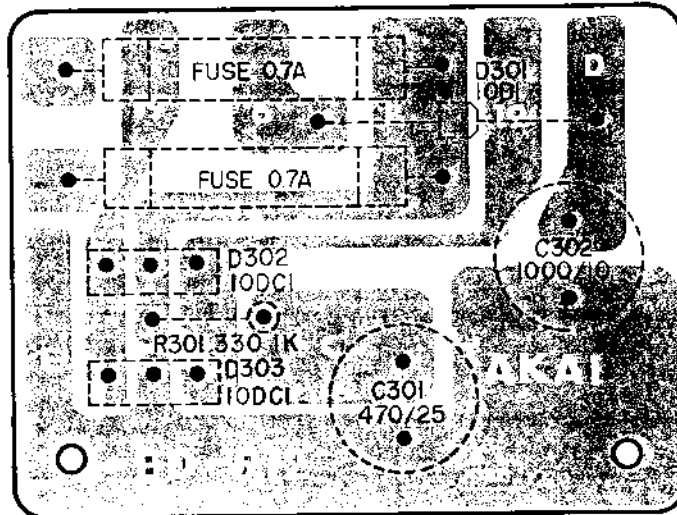 FUSE 0.7A
D301
10D1
D
FUSE 0.7A
D302
10DC1
C302
1000/10
R301 330 1K
D303
10DC1
C301
470/25
AKAI